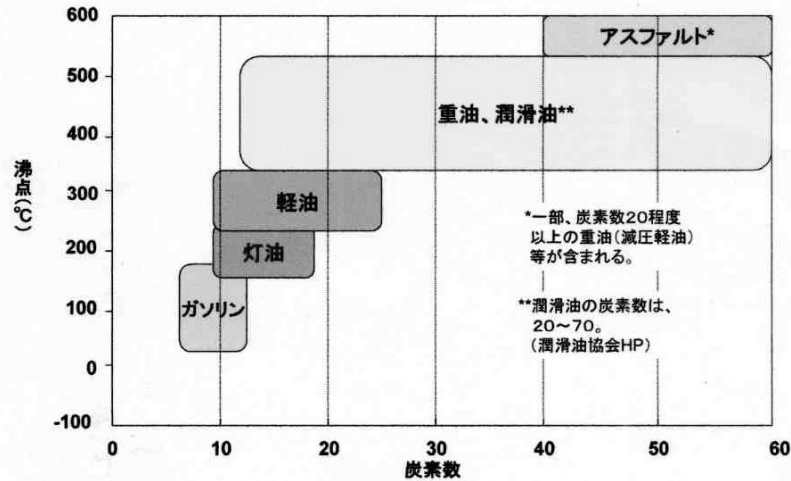 600
アスファルト*
500
重油、潤滑油**
400
沸点(℃)
300
軽油
*一部、炭素数20程度
以上の重油(減圧軽油)
等が含まれる。
200
灯油
ガソリン
100
**潤滑油の炭素数は、
20～70。
(潤滑油協会HP)
0
-100
0
10
20
30
40
50
60
炭素数